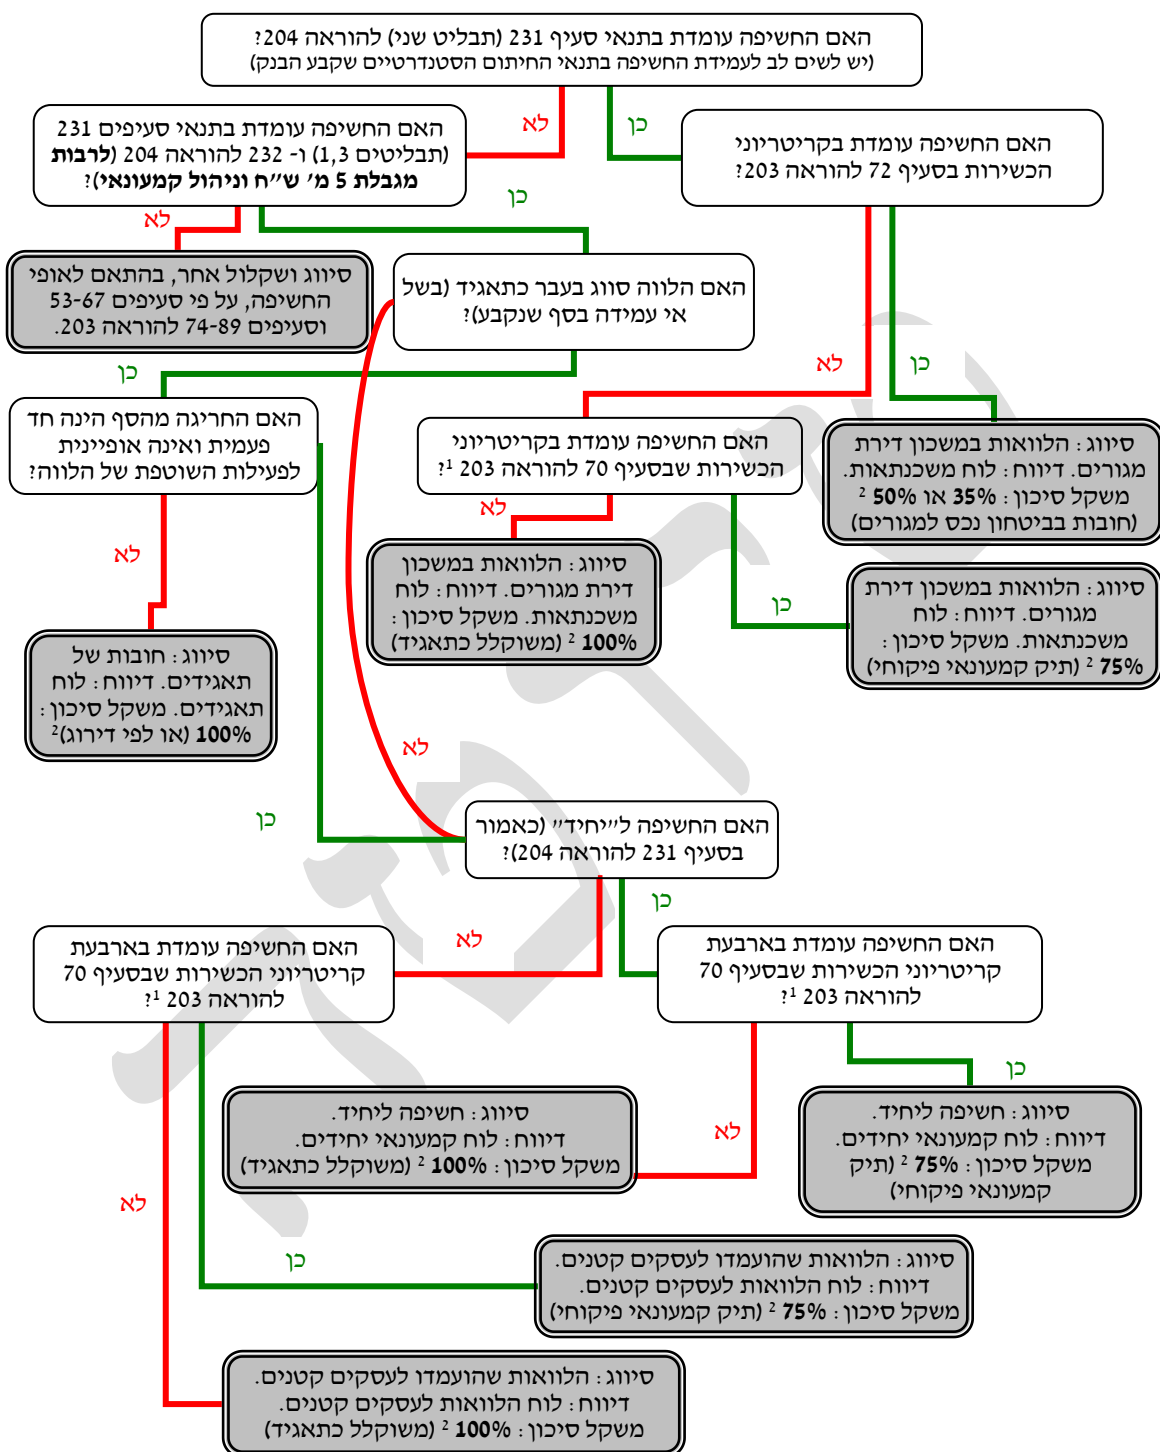 האם החשיפה עומדת בתנאי סעיף 231 (תבליט שני) להוראה 204?
(יש לשים לב לעמידת החשיפה בתנאי החיתום הסטנדרטיים שקבע הבנק)
כן
לא
האם החשיפה עומדת בקריטריוני
הכשירות בסעיף 72 להוראה 203?
האם החשיפה עומדת בתנאי סעיפים 231
(תבליטים 1,3) ו- 232 להוראה 204 (לרבות
מגבלת 5 מ' ש"ח וניהול קמעונאי)?
כן
לא
סיווג ושקלול אחר, בהתאם לאופי
החשיפה, על פי סעיפים 53-67
וסעיפים 74-89 להוראה 203.
האם הלווה סווג בעבר כתאגיד (בשל
אי עמידה בסף שנקבע)?
כן
לא
כן
האם החריגה מהסף הינה חד
פעמית ואינה אופיינית
לפעילות השוטפת של הלווה?
האם החשיפה עומדת בקריטריוני
הכשירות שבסעיף 70 להוראה 203 1?
סיווג: הלוואות במשכון דירת
מגורים. דיווח: לוח משכנתאות.
משקל סיכון: 35% או 50% 2
(חובות בביטחון נכס למגורים)
לא
לא
סיווג: הלוואות במשכון
דירת מגורים. דיווח: לוח
משכנתאות. משקל סיכון:
100% 2 (משוקלל כתאגיד)
כן
סיווג: הלוואות במשכון דירת
מגורים. דיווח: לוח
משכנתאות. משקל סיכון:
75% 2 (תיק קמעונאי פיקוחי)
סיווג: חובות של
תאגידים. דיווח: לוח
תאגידים. משקל סיכון:
100% (או לפי דירוג)2
לא
כן
האם החשיפה ל"יחיד" (כאמור
בסעיף 231 להוראה 204)?
כן
לא
האם החשיפה עומדת בארבעת
קריטריוני הכשירות שבסעיף 70
להוראה 203 1?
האם החשיפה עומדת בארבעת
קריטריוני הכשירות שבסעיף 70
להוראה 203 1?
כן
לא
סיווג: חשיפה ליחיד.
דיווח: לוח קמעונאי יחידים.
משקל סיכון: 75% 2 (תיק
קמעונאי פיקוחי)
סיווג: חשיפה ליחיד.
דיווח: לוח קמעונאי יחידים.
משקל סיכון: 100% 2 (משוקלל כתאגיד)
לא
כן
סיווג: הלוואות שהועמדו לעסקים קטנים.
דיווח: לוח הלוואות לעסקים קטנים.
משקל סיכון: 75% 2 (תיק קמעונאי פיקוחי)
סיווג: הלוואות שהועמדו לעסקים קטנים.
דיווח: לוח הלוואות לעסקים קטנים.
משקל סיכון: 100% 2 (משוקלל כתאגיד)